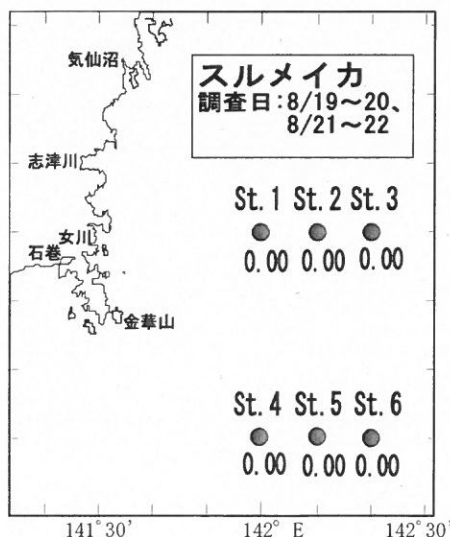 気仙沼
スルメイカ
調査日:8/19～20、
8/21～22
志津川
St.1 St.2 St.3
女川
石巻
0.00 0.00 0.00
金華山
St.4 St.5 St.6
0.00 0.00 0.00
141°30' 142° E 142°30'